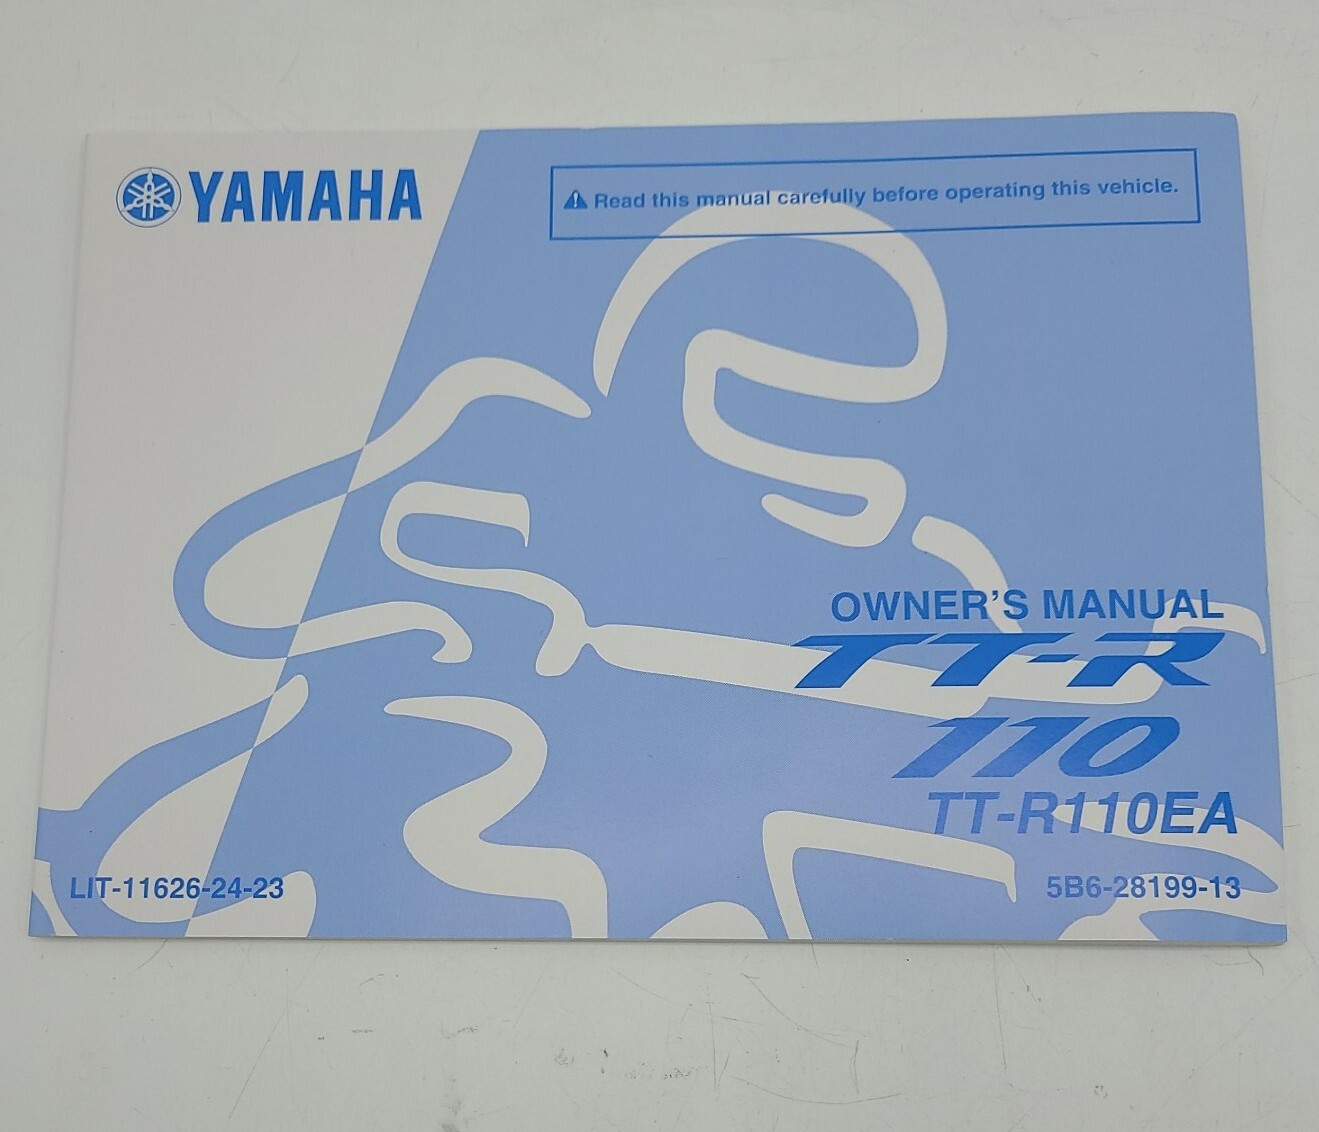 YAMAHA
⚠ Read this manual carefully before operating this vehicle.
OWNER'S MANUAL
TT-R
110
TT-R110EA
LIT-11626-24-23
5B6-28199-13